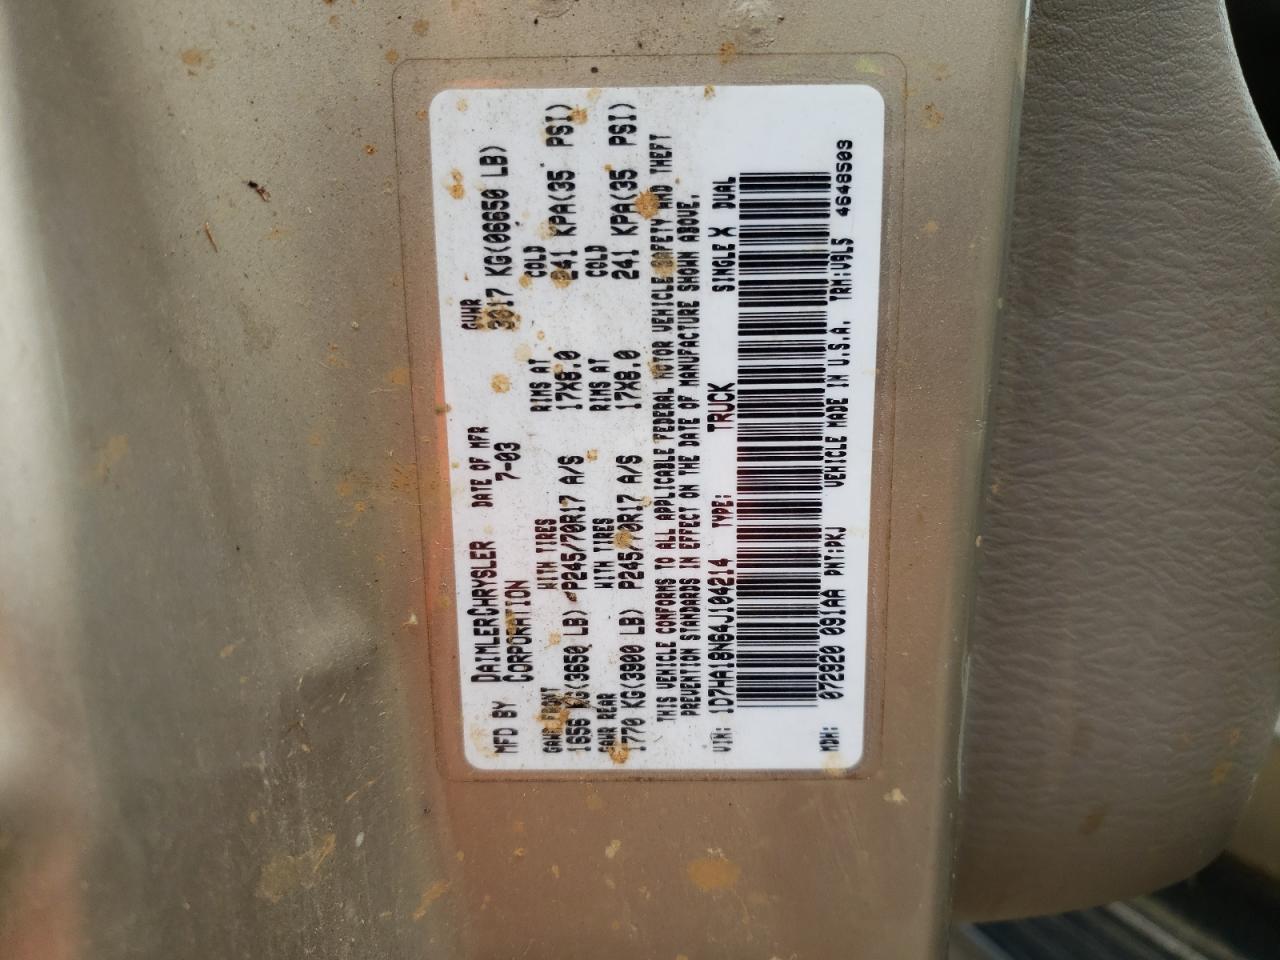 MFD BY DAIMLERCHRYSLER CORPORATION DATE OF MFR 7-03 GVWR 3017 KG(06650 LB)
GAWR FRONT WITH TIRES RIMS AT COLD
1656 KG(3650 LB) P245/70R17 A/S 17X8.0 241 KPA(35 PSI)
GAWR REAR WITH TIRES RIMS AT COLD
1770 KG(3900 LB) P245/70R17 A/S 17X8.0 241 KPA(35 PSI)
THIS VEHICLE CONFORMS TO ALL APPLICABLE FEDERAL MOTOR VEHICLE SAFETY AND THEFT
PREVENTION STANDARDS IN EFFECT ON THE DATE OF MANUFACTURE SHOWN ABOVE.
VIN: 1D7HA18N64J104214 TYPE: TRUCK SINGLE X DUAL
MDH: 072920 091AA PNT:PKJ VEHICLE MADE IN U.S.A. TRM:V9L5 4648503